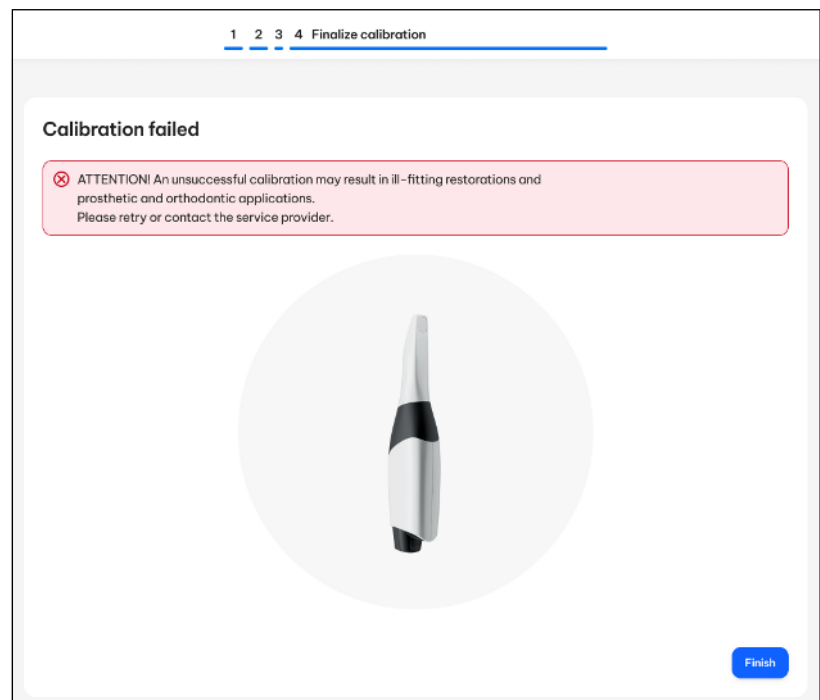 1 2 3 4 Finalize calibration
Calibration failed
ATTENTION! An unsuccessful calibration may result in ill-fitting restorations and
prosthetic and orthodontic applications.
Please retry or contact the service provider.
Finish